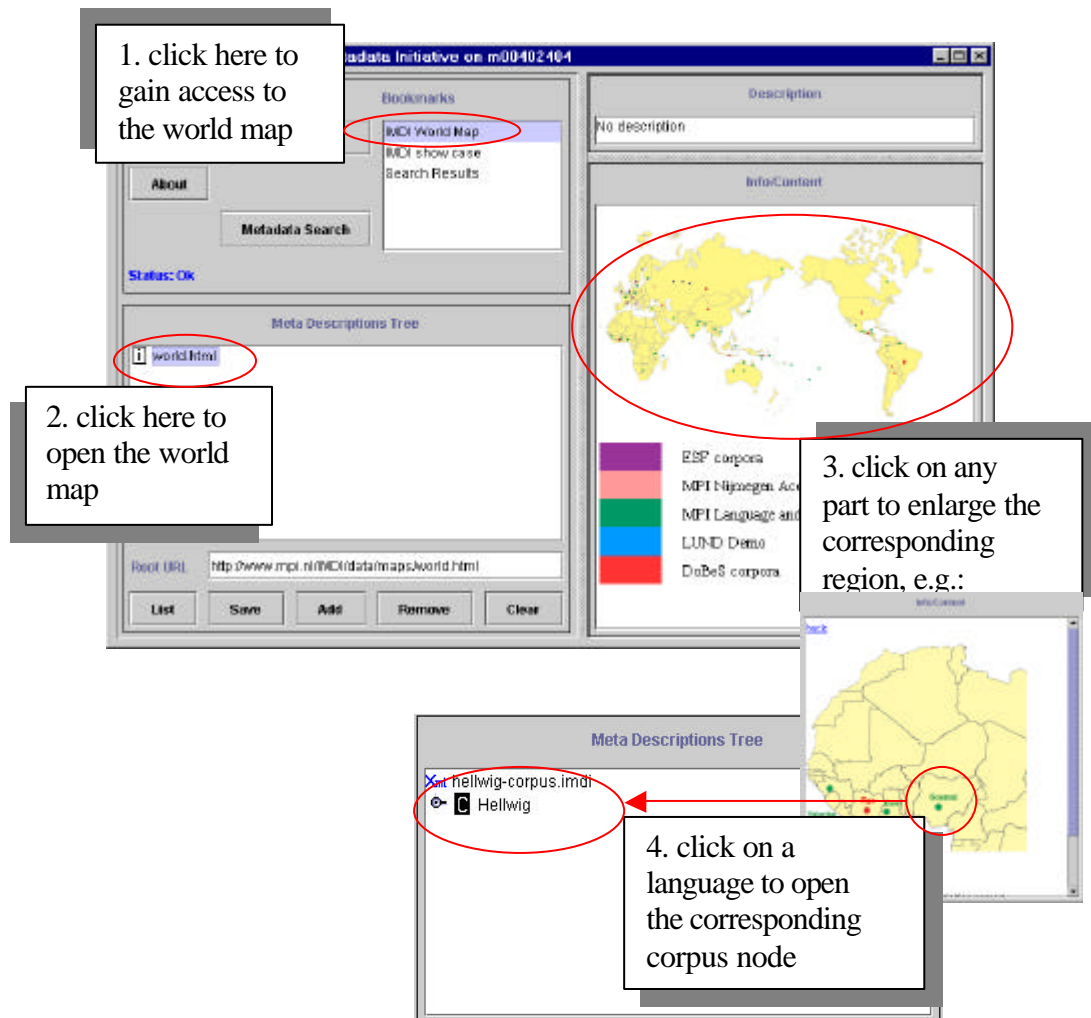 1. click here to
gain access to
the world map
Metadata Initiative on m00402404
Bookmarks
IMDI World Map
IMDI show case
Search Results
About
Metadata Search
Status: Ok
Description
No description
Info/Content
Meta Descriptions Tree
world.html
2. click here to
open the world
map
ESF corpora
MPI Nijmegen
MPI Language and
LUND Demo
DoBeS corpora
3. click on any
part to enlarge the
corresponding
region, e.g.:
Root URL http://www.mpi.nl/IMDI/data/maps/world.html
List Save Add Remove Clear
Info/Content
back
Meta Descriptions Tree
Xml hellwig-corpus.imdi
C Hellwig
4. click on a
language to open
the corresponding
corpus node